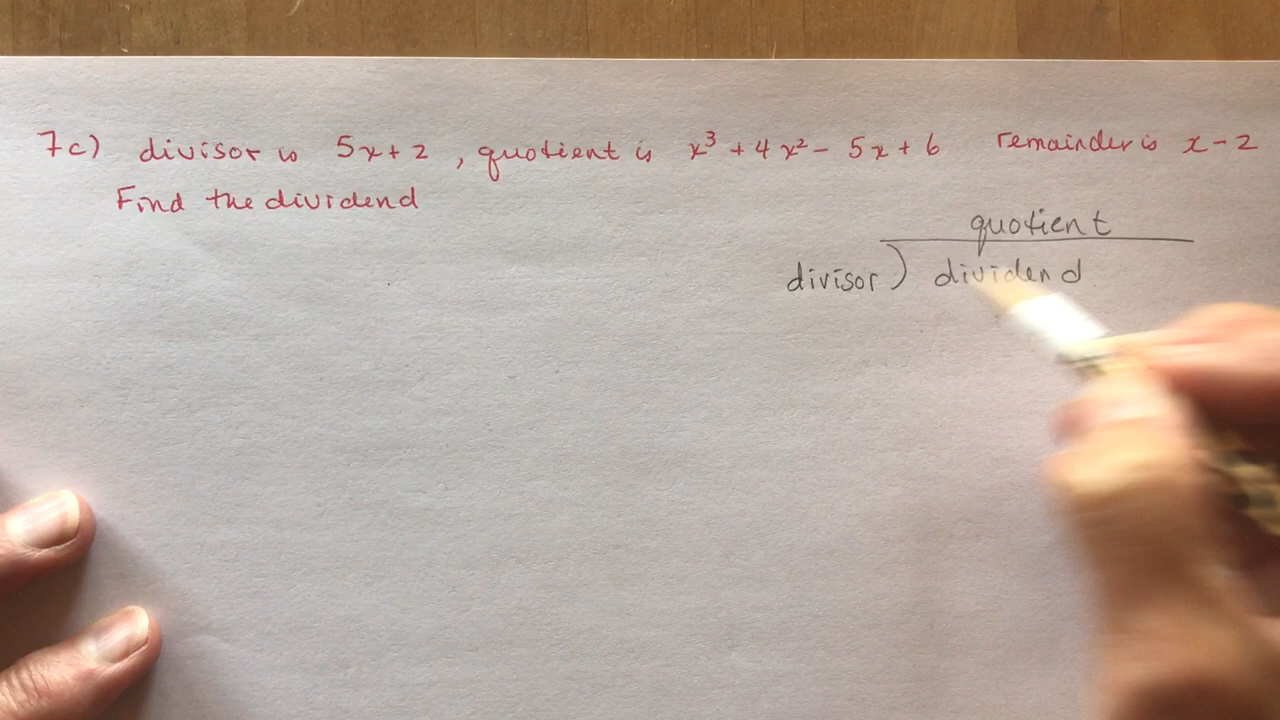 7c) divisor is 5x+2, quotient is x³+4x²-5x+6 remainder is x-2
Find the dividend
quotient
divisor) dividend